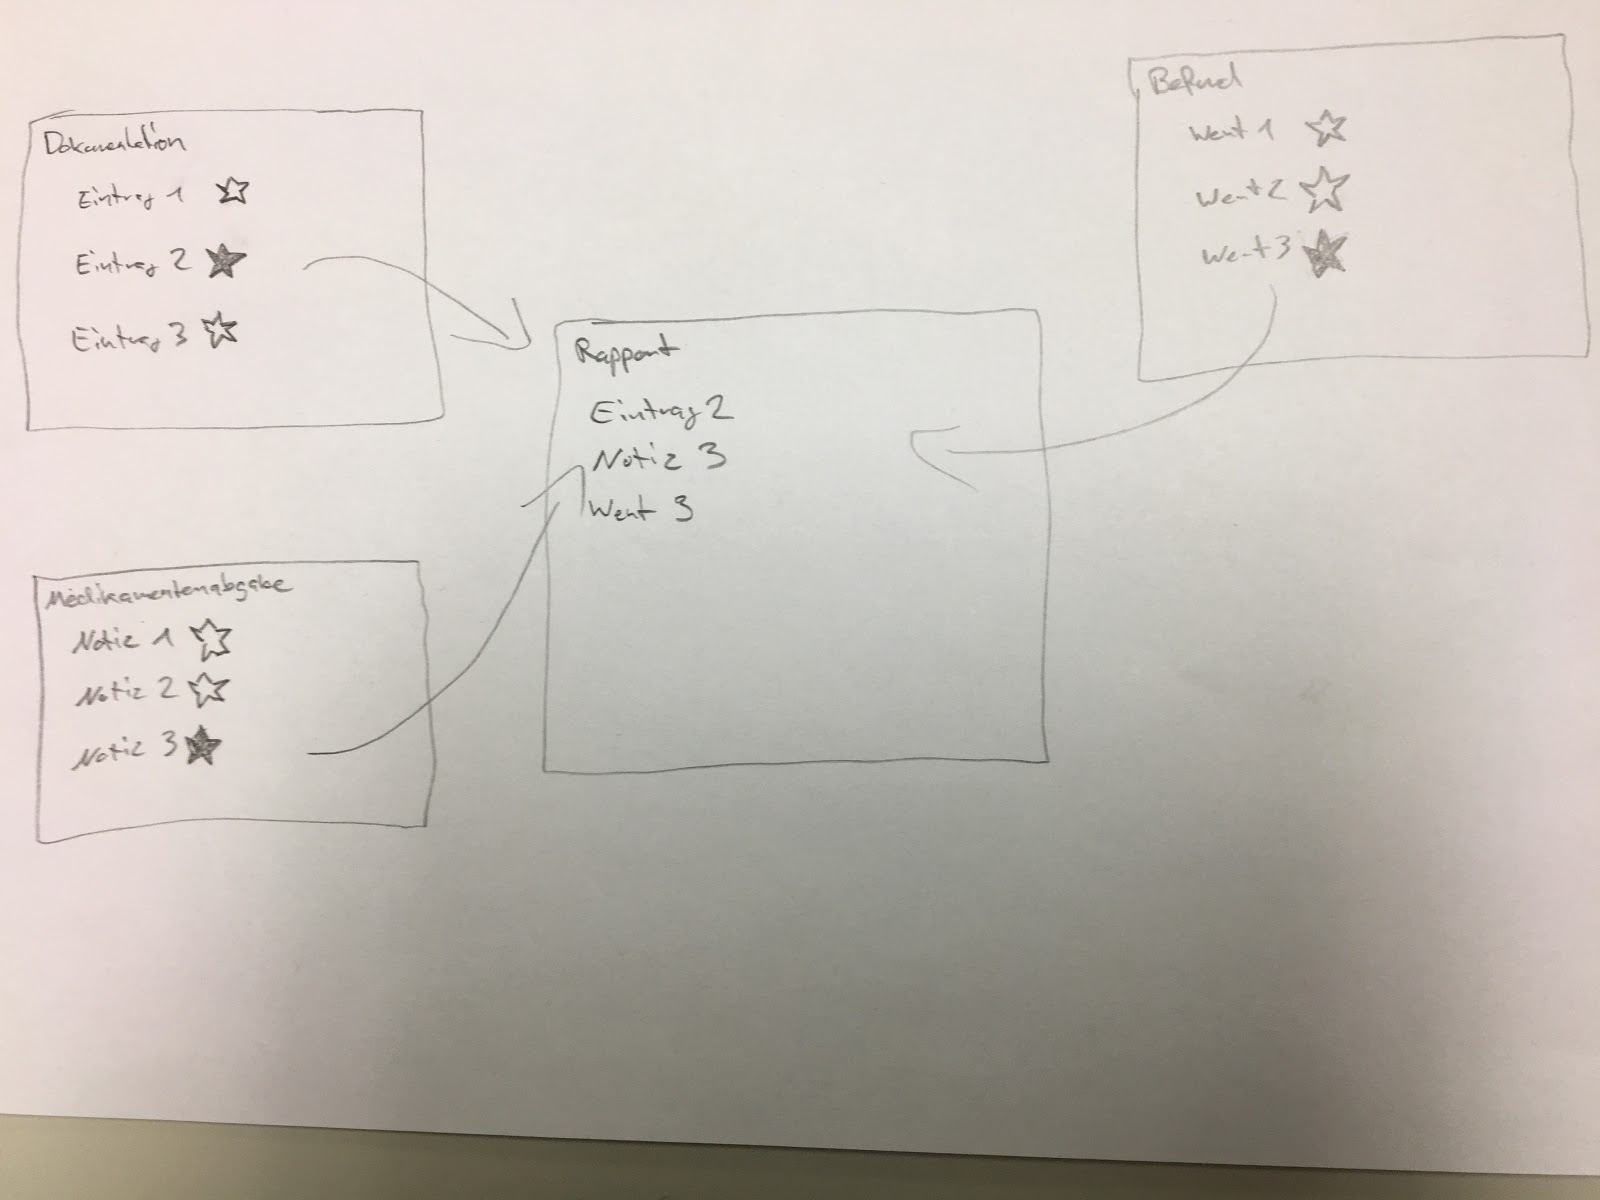 Dokumentation
Eintrag 1
Eintrag 2
Eintrag 3
Befund
Wert 1
Wert 2
Wert 3
Rapport
Eintrag 2
Notiz 3
Wert 3
Medikamentenabgabe
Notiz 1
Notiz 2
Notiz 3